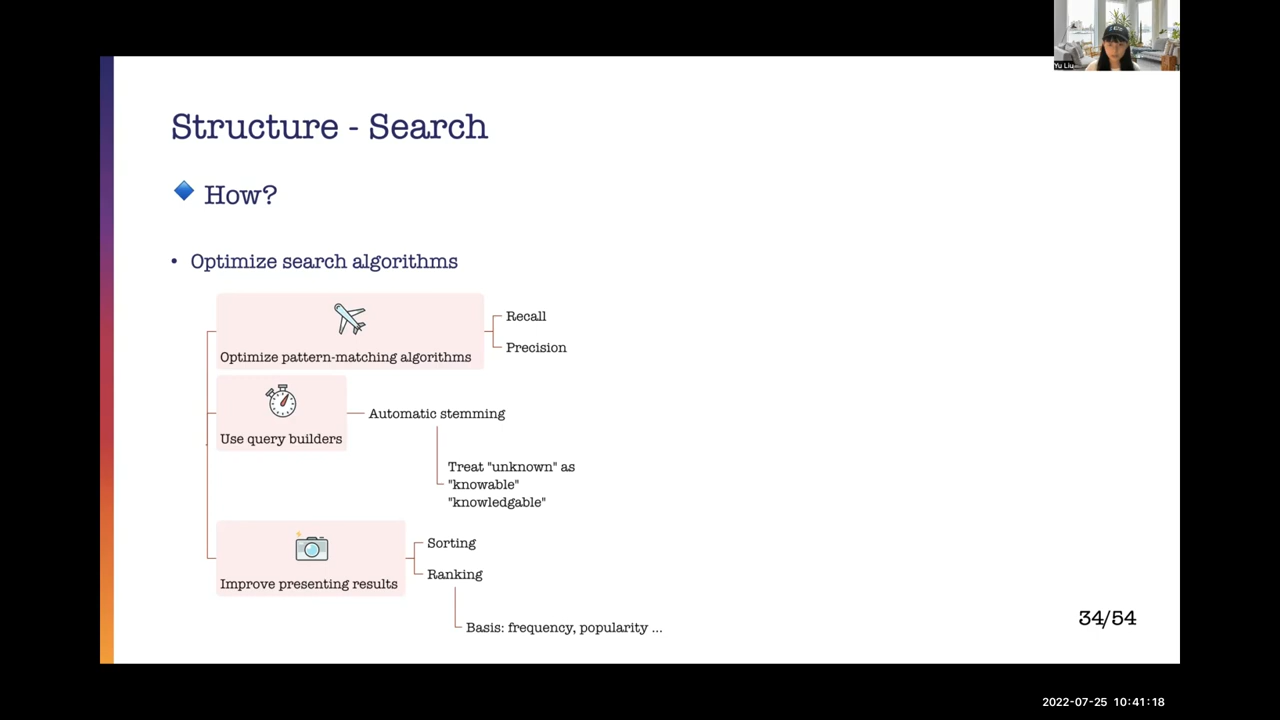 Yu Liu
Structure - Search
How?
• Optimize search algorithms
Optimize pattern-matching algorithms
Recall
Precision
Use query builders
Automatic stemming
Treat "unknown" as
"knowable"
"knowledgable"
Improve presenting results
Sorting
Ranking
Basis: frequency, popularity ...
34/54
2022-07-25 10:41:18